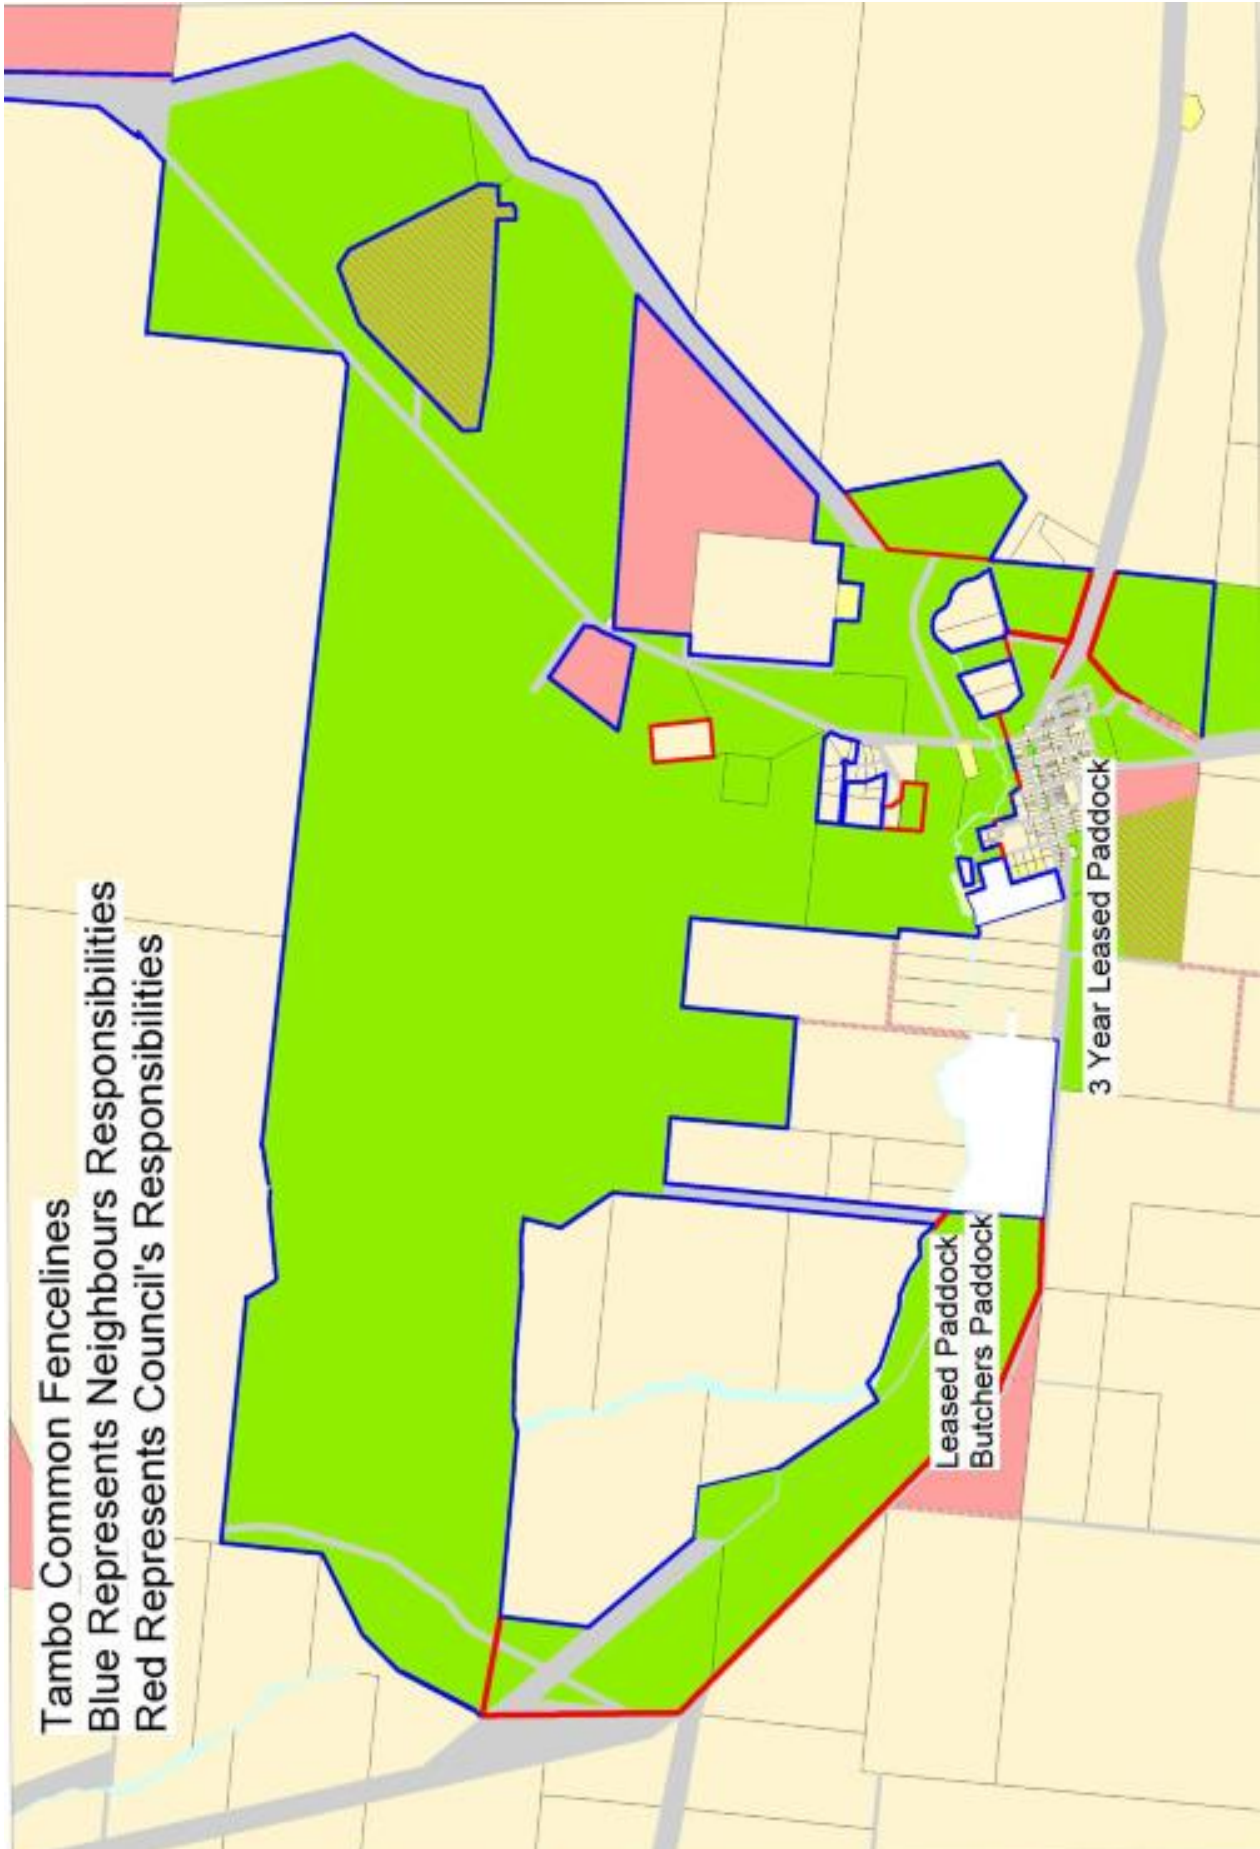 Tambo Common Fencelines
Blue Represents Neighbours Responsibilities
Red Represents Council's Responsibilities
Leased Paddock
Butchers Paddock
3 Year Leased Paddock